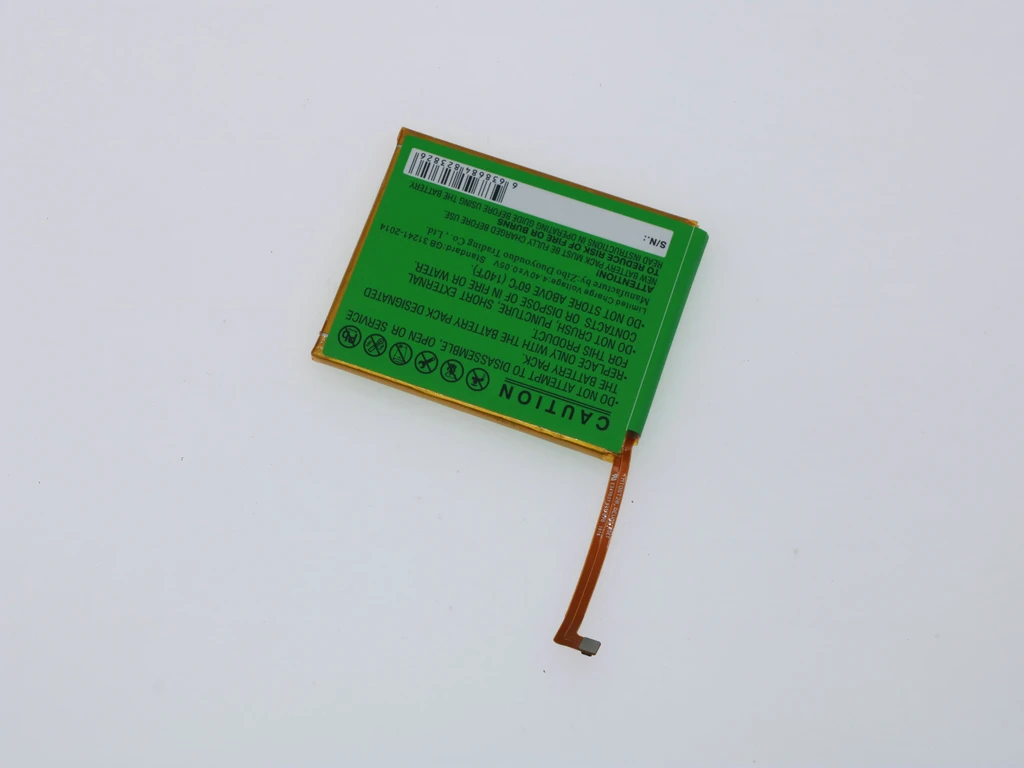 CAUTION
•DO NOT ATTEMPT TO DISASSEMBLE, OPEN OR SERVICE
THE BATTERY PACK.
•REPLACE ONLY WITH THE BATTERY PACK DESIGNATED
FOR THIS PRODUCT.
•DO NOT CRUSH, PUNCTURE, SHORT EXTERNAL
CONTACTS OR DISPOSE OF IN FIRE OR WATER.
•DO NOT STORE ABOVE 60℃ (140℉).
Manufacture by:Zibo Duoyouduo Trading Co., Ltd.
Limited Charge Voltage:4.40V±0.05V Standard:GB 31241-2014
ATTENTION!
NEW BATTERY PACK MUST BE FULLY CHARGED BEFORE USE.
TO REDUCE RISK OF FIRE OR BURNS
READ INSTRUCTIONS IN OPERATING GUIDE BEFORE USING THE BATTERY
S/N.:
6 638684 823826